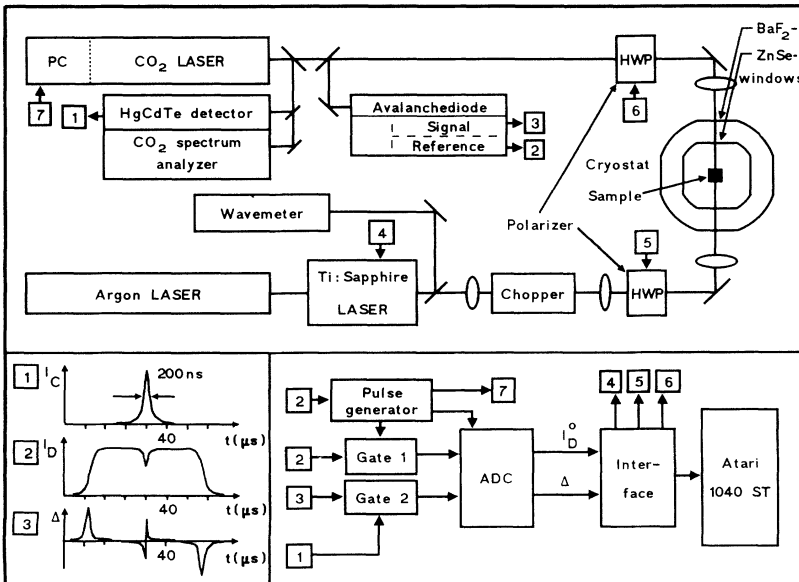 PC
CO₂ LASER
HWP
BaF₂-
ZnSe-
windows
7
1
HgCdTe detector
CO₂ spectrum
analyzer
Avalanchediode
Signal
Reference
3
2
6
Cryostat
Sample
Wavemeter
Polarizer
4
5
Argon LASER
Ti:Sapphire
LASER
Chopper
HWP
1
I_C
200ns
40
t(μs)
2
I_D
40
t(μs)
3
Δ
40
t(μs)
2
Pulse
generator
7
2
Gate 1
3
Gate 2
1
ADC
I_D^o
Δ
4
5
6
Inter-
face
Atari
1040 ST